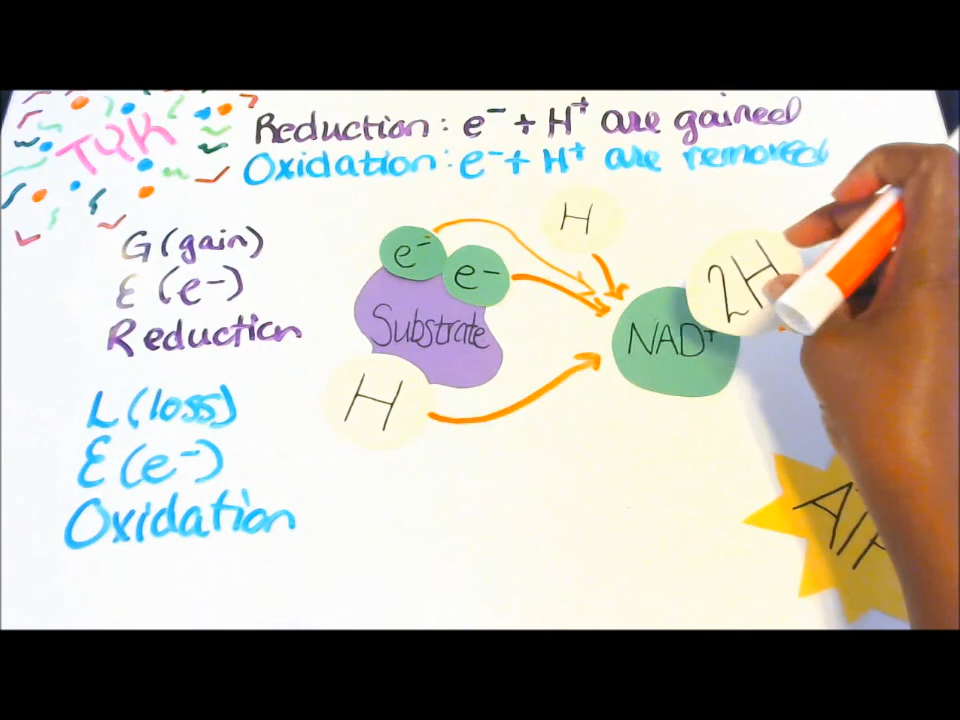 TYK
Reduction: e⁻ + H⁺ are gained
Oxidation: e⁻ + H⁺ are removed
G (gain)
E (e⁻)
Reduction
L (loss)
E (e⁻)
Oxidation
H
e⁻
e⁻
Substrate
H
NAD⁺
2H